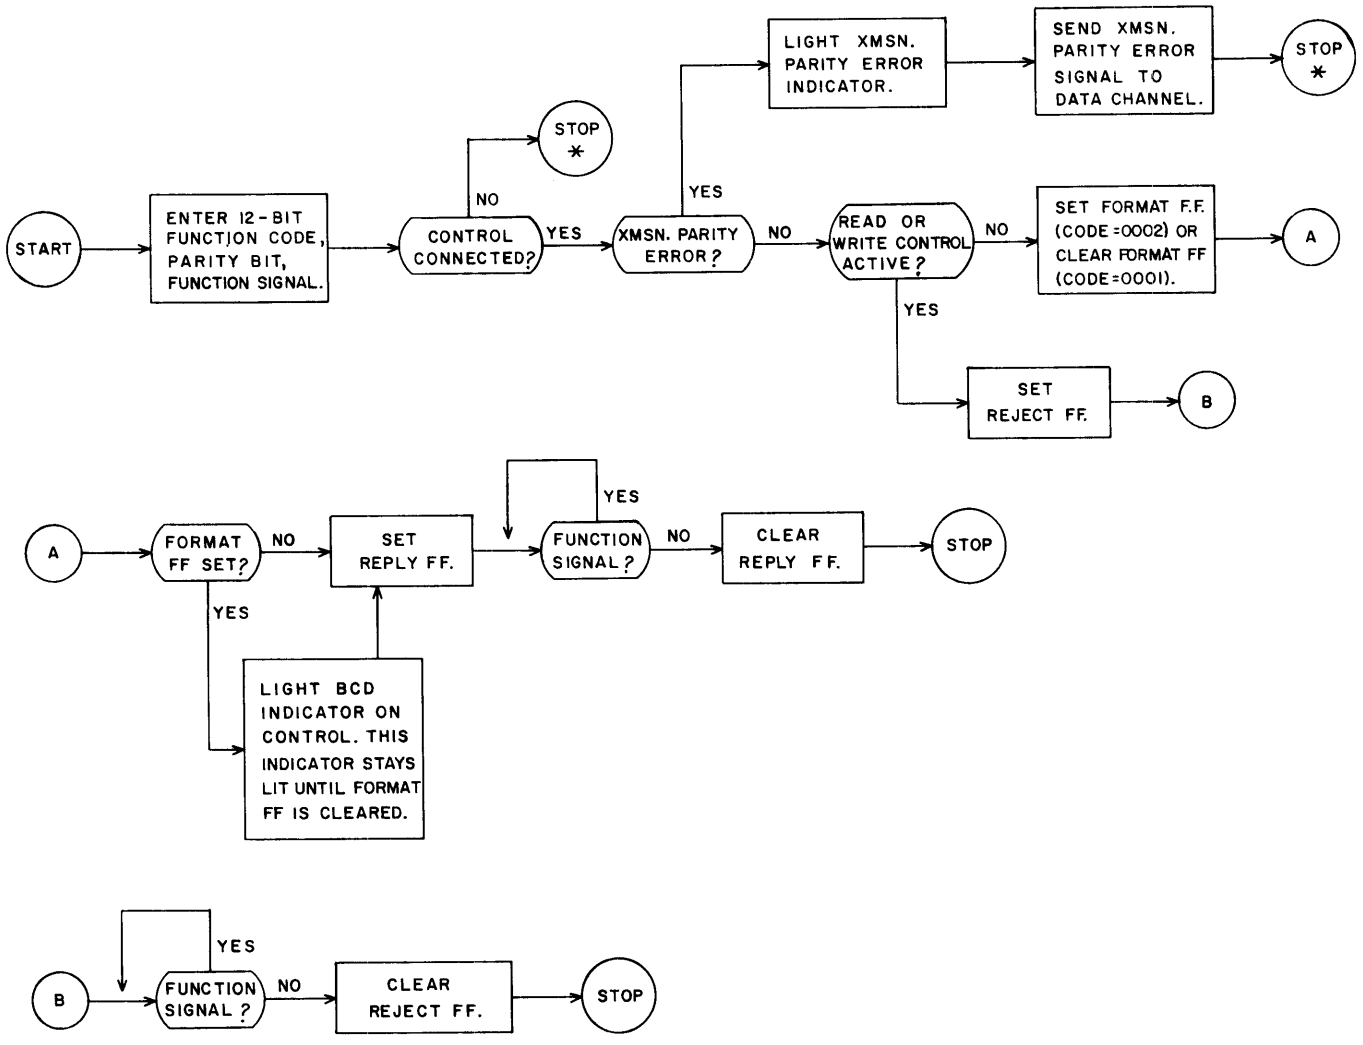 LIGHT XMSN.
PARITY ERROR
INDICATOR.
SEND XMSN.
PARITY ERROR
SIGNAL TO
DATA CHANNEL.
STOP
*
STOP
*
NO
YES
START
ENTER 12-BIT
FUNCTION CODE,
PARITY BIT,
FUNCTION SIGNAL.
CONTROL
CONNECTED?
YES
XMSN. PARITY
ERROR?
NO
READ OR
WRITE CONTROL
ACTIVE?
NO
SET FORMAT F.F.
(CODE=0002) OR
CLEAR FORMAT FF
(CODE=0001).
A
YES
SET
REJECT FF.
B
A
FORMAT
FF SET?
NO
SET
REPLY FF.
YES
FUNCTION
SIGNAL?
NO
CLEAR
REPLY FF.
STOP
YES
LIGHT BCD
INDICATOR ON
CONTROL. THIS
INDICATOR STAYS
LIT UNTIL FORMAT
FF IS CLEARED.
B
YES
FUNCTION
SIGNAL?
NO
CLEAR
REJECT FF.
STOP